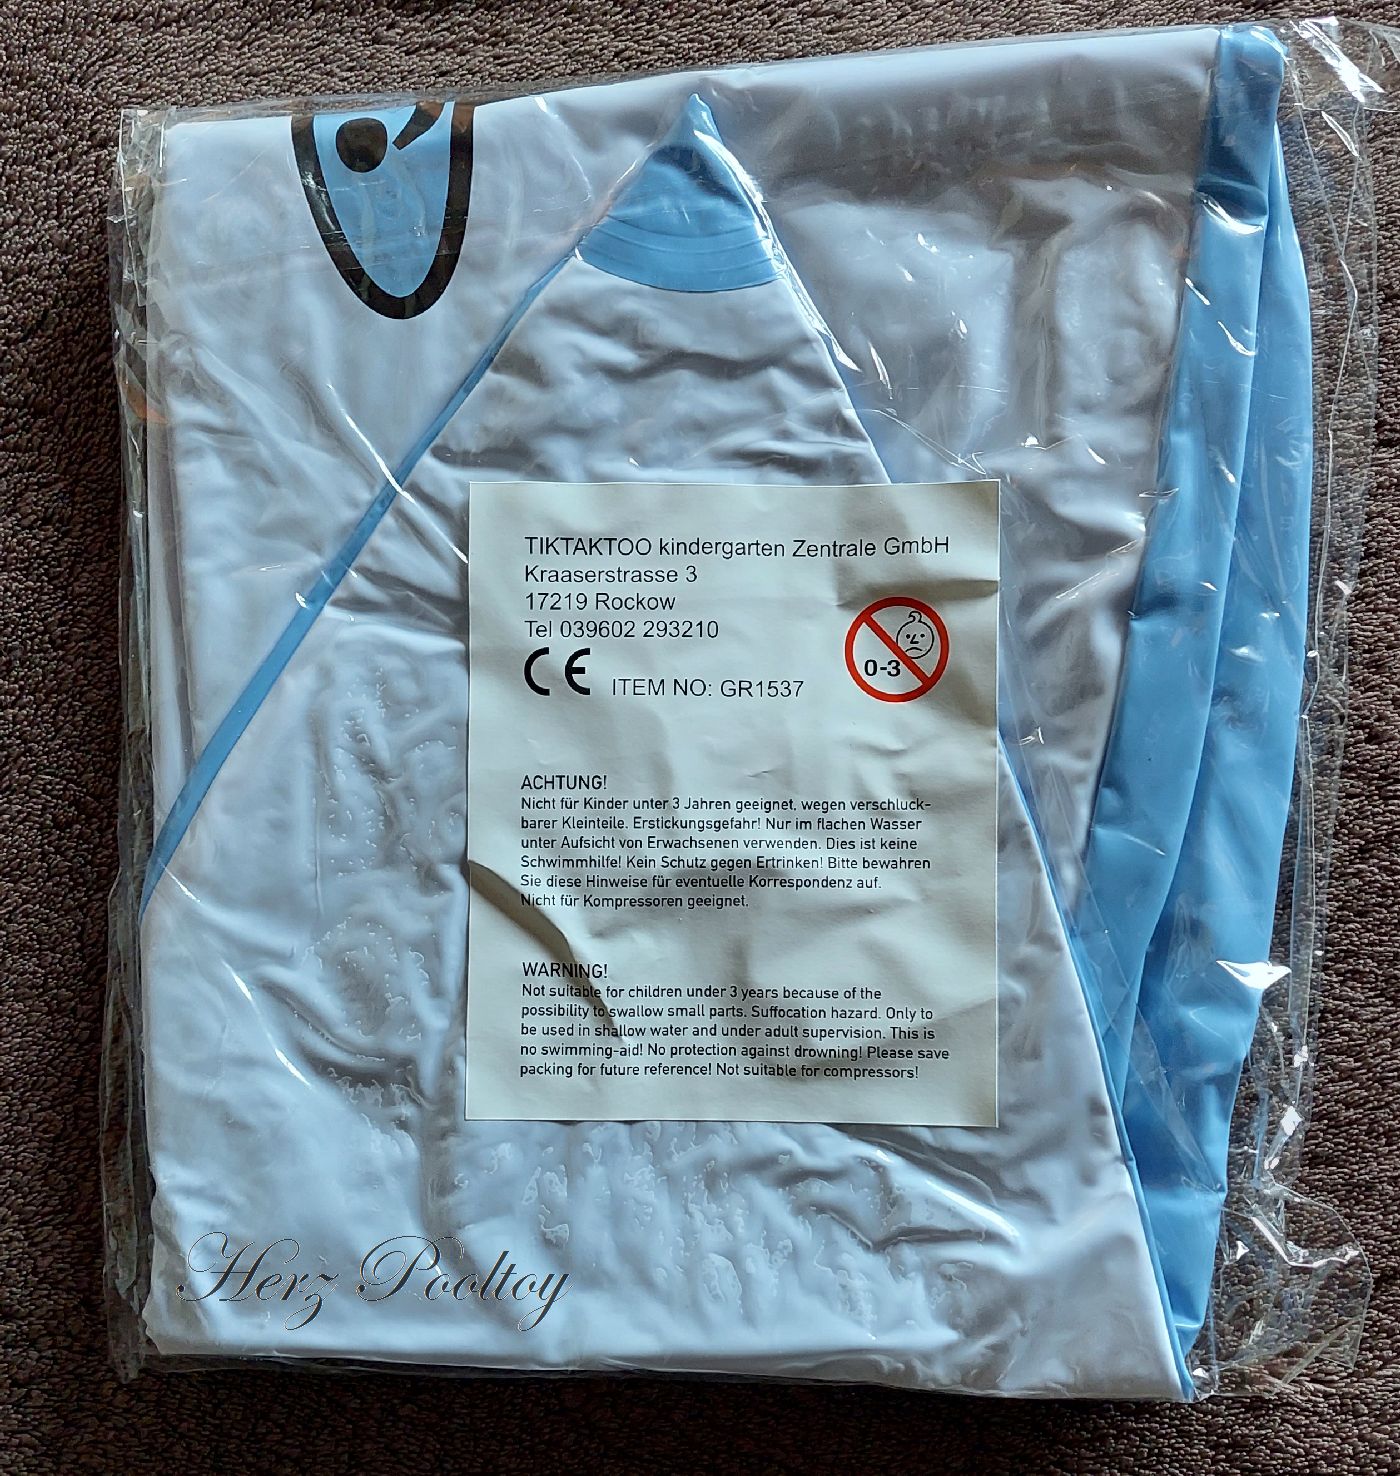 TIKTAKTOO kindergarten Zentrale GmbH
Kraaserstrasse 3
17219 Rockow
Tel 039602 293210
CE ITEM NO: GR1537
0-3
ACHTUNG!
Nicht für Kinder unter 3 Jahren geeignet, wegen verschluck-
barer Kleinteile. Erstickungsgefahr! Nur im flachen Wasser
unter Aufsicht von Erwachsenen verwenden. Dies ist keine
Schwimmhilfe! Kein Schutz gegen Ertrinken! Bitte bewahren
Sie diese Hinweise für eventuelle Korrespondenz auf.
Nicht für Kompressoren geeignet.
WARNING!
Not suitable for children under 3 years because of the
possibility to swallow small parts. Suffocation hazard. Only to
be used in shallow water and under adult supervision. This is
no swimming-aid! No protection against drowning! Please save
packing for future reference! Not suitable for compressors!
Herz Pooltoy